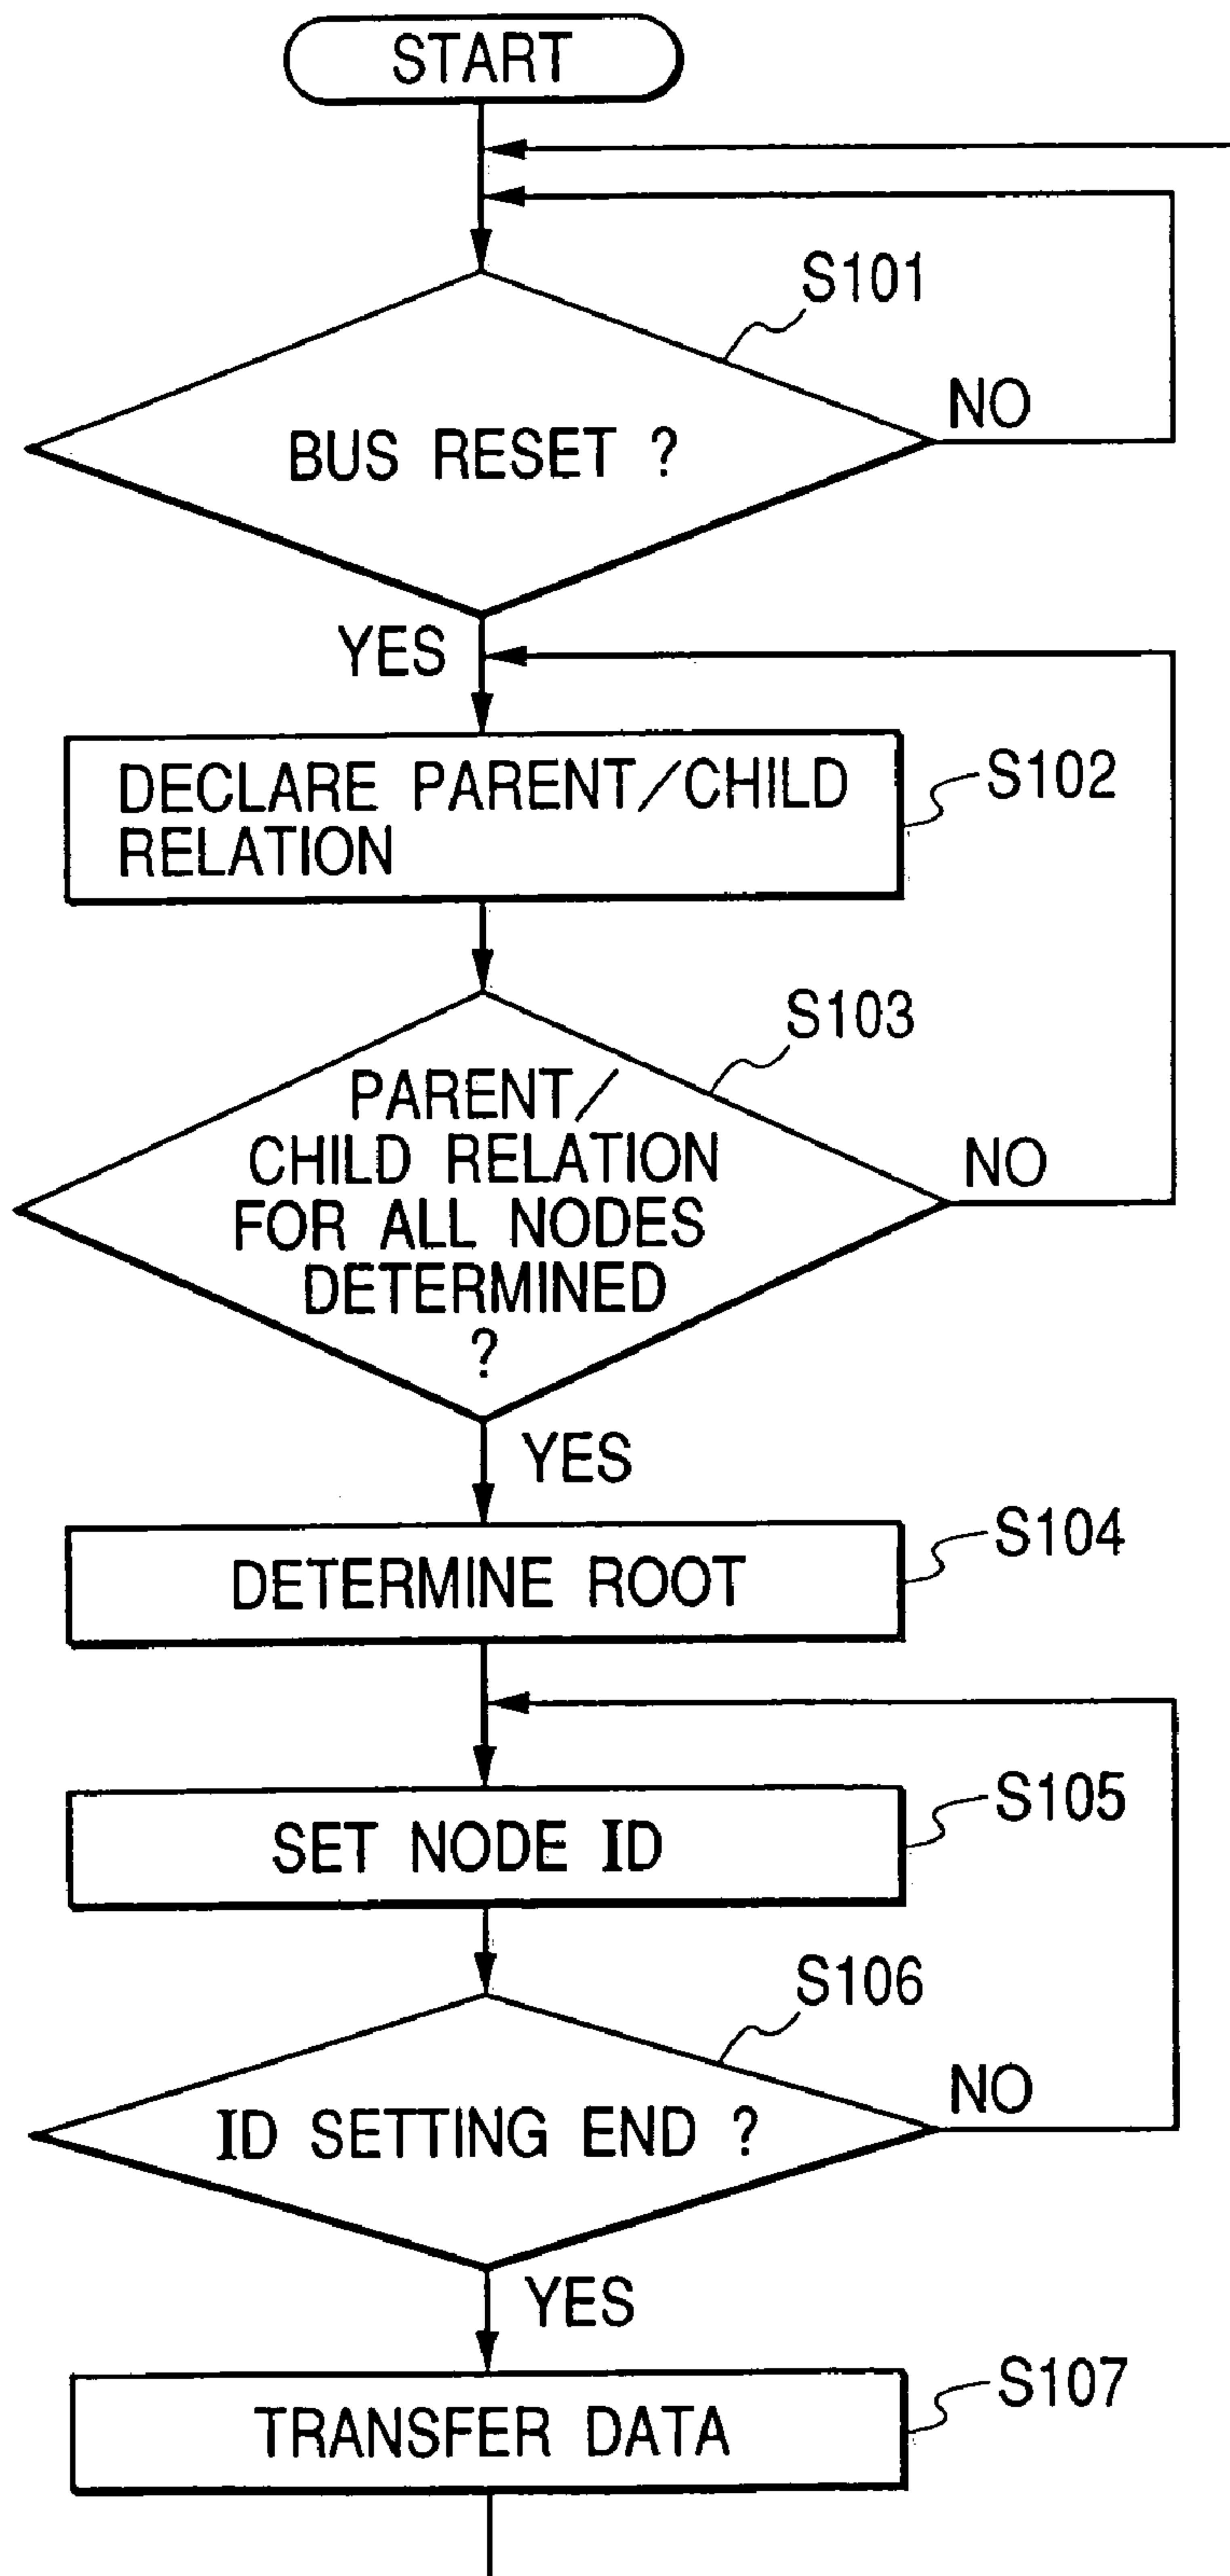 START
S101
NO
BUS RESET ?
YES
DECLARE PARENT/CHILD
RELATION
S102
S103
PARENT/
CHILD RELATION
FOR ALL NODES
DETERMINED
?
NO
YES
S104
DETERMINE ROOT
S105
SET NODE ID
S106
NO
ID SETTING END ?
YES
S107
TRANSFER DATA